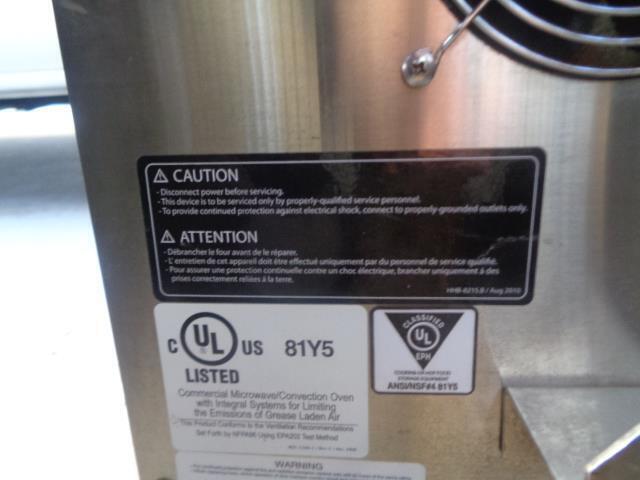 ⚠ CAUTION
- Disconnect power before servicing.
- This device is to be serviced only by properly-qualified service personnel.
- To provide continued protection against electrical shock, connect to properly-grounded outlets only.
⚠ ATTENTION
- Débrancher le four avant de le réparer.
- L' entretien de cet appareil doit être effectué uniquement par du personnel de service qualifié.
- Pour assurer une protection continuelle contre un choc électrique, brancher uniquement à des
prises correctement reliées à la terre.
HHB-8215.B / Aug 2010
C UL US 81Y5
LISTED
Commercial Microwave/Convection Oven
with Integral Systems for Limiting
the Emissions of Grease Laden Air
This Product Conforms to the Ventilation Recommendations
Set Forth by NFPA96 Using EPA202 Test Method
CLASSIFIED
UL
EPH
COOKING OR HOT FOOD
STORAGE EQUIPMENT
ANSI/NSF#4 81Y5
WARNING